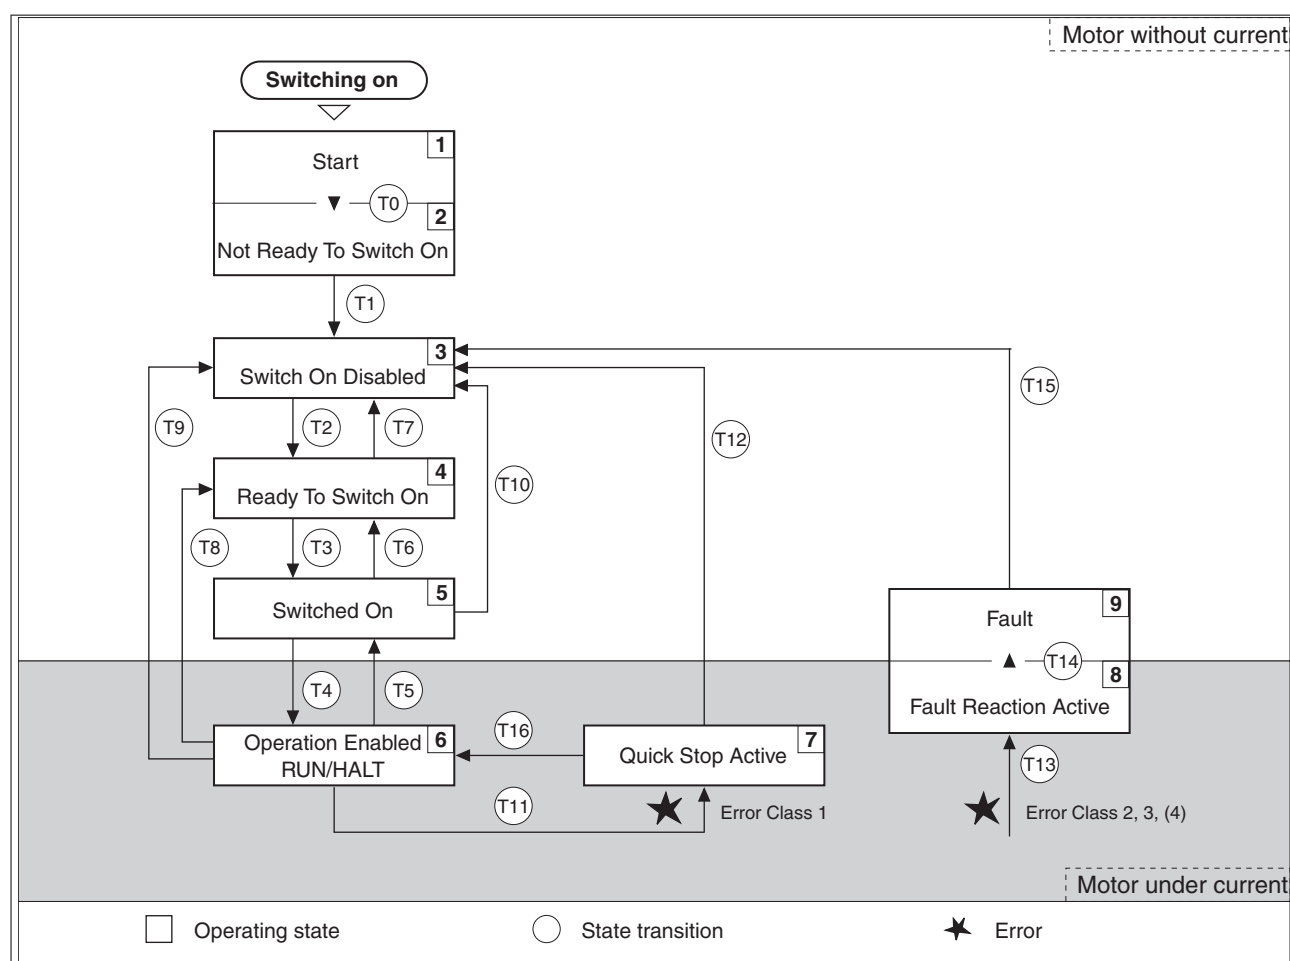 Motor without current
Switching on
1
Start
T0
2
Not Ready To Switch On
T1
3
Switch On Disabled
T15
T9
T2
T7
T12
4
Ready To Switch On
T10
T8
T3
T6
5
Switched On
9
Fault
T14
8
Fault Reaction Active
T4
T5
6
Operation Enabled
RUN/HALT
T16
7
Quick Stop Active
T13
T11
Error Class 1
Error Class 2, 3, (4)
Motor under current
Operating state
State transition
Error